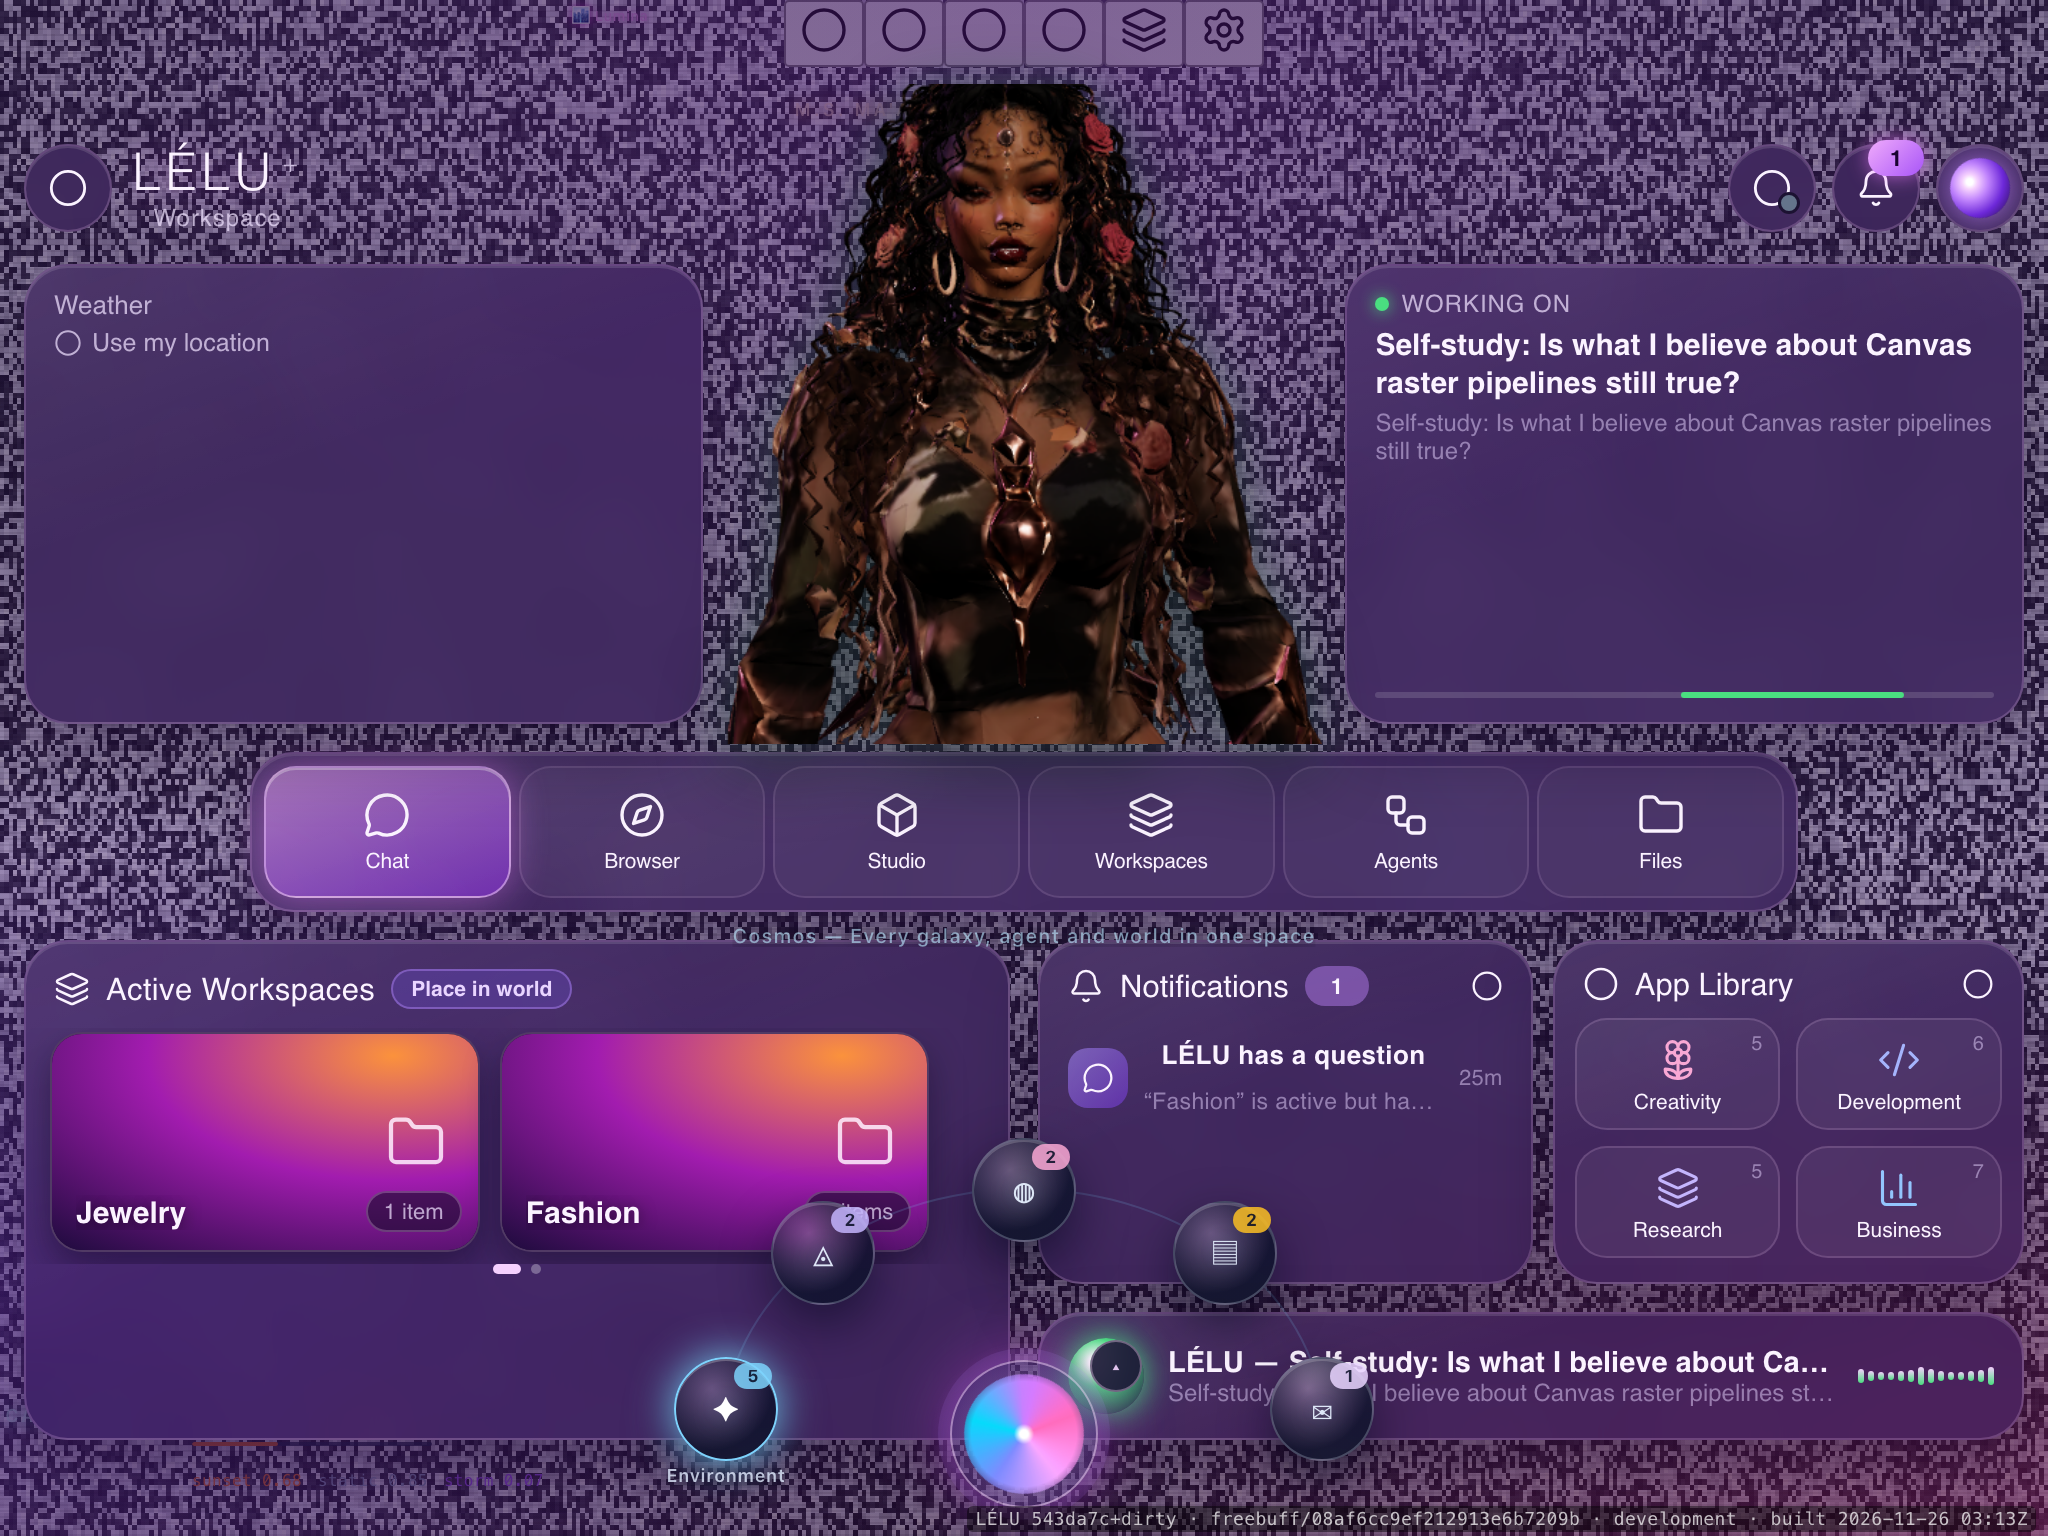 LÉLU +
Workspace
1
Weather
Use my location
WORKING ON
Self-study: Is what I believe about Canvas
raster pipelines still true?
Self-study: Is what I believe about Canvas raster pipelines
still true?
Chat
Browser
Studio
Workspaces
Agents
Files
Cosmos — Every galaxy, agent and world in one space
Active Workspaces
Place in world
Jewelry
1 item
Fashion
Notifications
1
LÉLU has a question
“Fashion” is active but ha…
25m
App Library
Creativity
5
Development
6
Research
5
Business
7
2
2
2
5
1
Environment
LÉLU — Self-study: Is what I believe about Ca…
Self-study I believe about Canvas raster pipelines st…
LÉLU 543da7c+dirty · freebuff/08af6cc9ef212913e6b7209b · development · built 2026-11-26 03:13Z